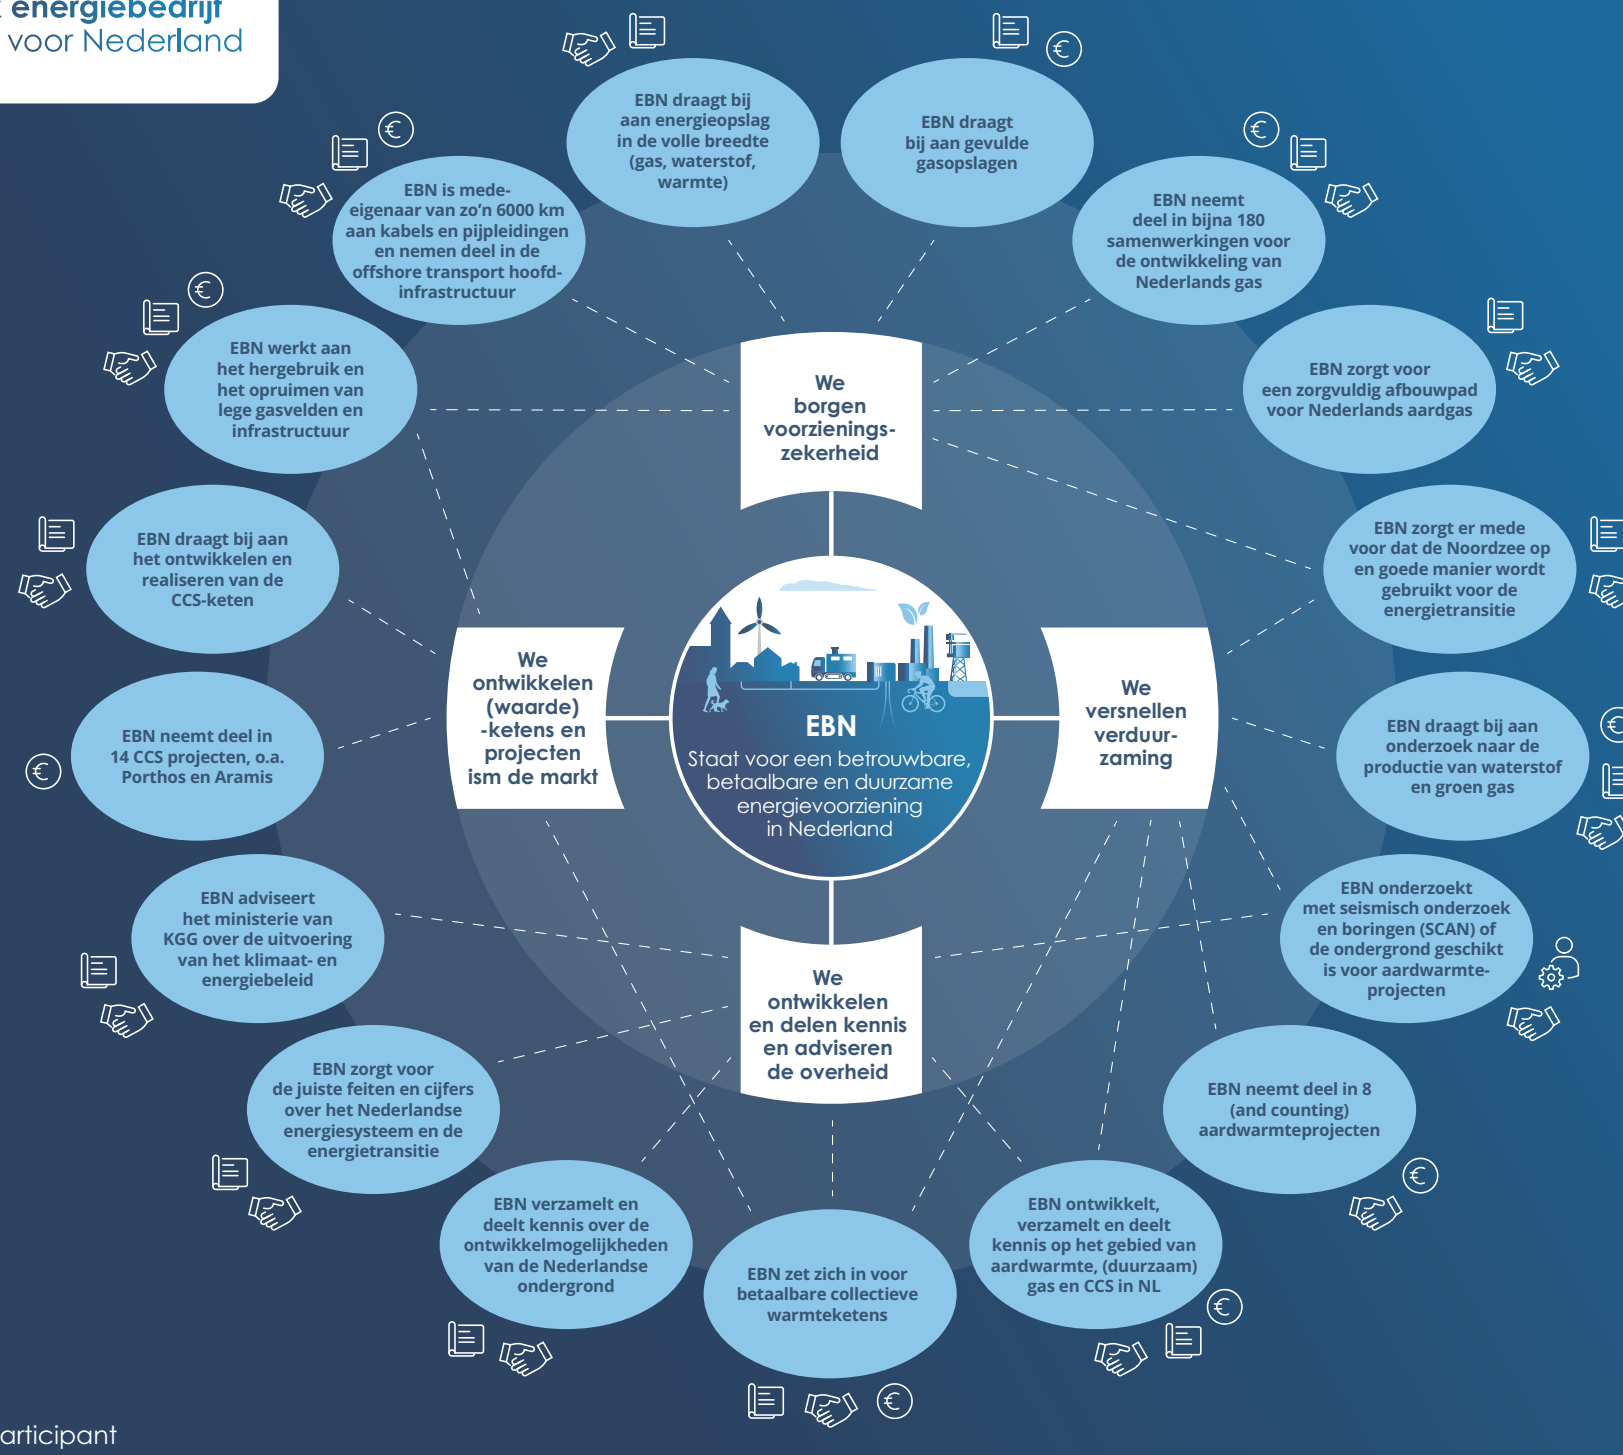 energiebedrijf
voor Nederland
EBN draagt bij
aan energieopslag
in de volle breedte
(gas, waterstof,
warmte)
EBN draagt
bij aan gevulde
gasopslagen
EBN is mede-
eigenaar van zo'n 6000 km
aan kabels en pijpleidingen
en nemen deel in de
offshore transport hoofd-
infrastructuur
EBN neemt
deel in bijna 180
samenwerkingen voor
de ontwikkeling van
Nederlands gas
EBN werkt aan
het hergebruik en
het opruimen van
lege gasvelden en
infrastructuur
We
borgen
voorzienings-
zekerheid
EBN zorgt voor
een zorgvuldig afbouwpad
voor Nederlands aardgas
EBN draagt bij aan
het ontwikkelen en
realiseren van de
CCS-keten
EBN zorgt er mede
voor dat de Noordzee op
en goede manier wordt
gebruikt voor de
energietransitie
We
ontwikkelen
(waarde)
-ketens en
projecten
ism de markt
EBN
Staat voor een betrouwbare,
betaalbare en duurzame
energievoorziening
in Nederland
We
versnellen
verduur-
zaming
EBN neemt deel in
14 CCS projecten, o.a.
Porthos en Aramis
EBN draagt bij aan
onderzoek naar de
productie van waterstof
en groen gas
EBN adviseert
het ministerie van
KGG over de uitvoering
van het klimaat- en
energiebeleid
We
ontwikkelen
en delen kennis
en adviseren
de overheid
EBN onderzoekt
met seismisch onderzoek
en boringen (SCAN) of
de ondergrond geschikt
is voor aardwarmte-
projecten
EBN zorgt voor
de juiste feiten en cijfers
over het Nederlandse
energiesysteem en de
energietransitie
EBN neemt deel in 8
(and counting)
aardwarmteprojecten
EBN verzamelt en
deelt kennis over de
ontwikkelmogelijkheden
van de Nederlandse
ondergrond
EBN zet zich in voor
betaalbare collectieve
warmteketens
EBN ontwikkelt,
verzamelt en deelt
kennis op het gebied van
aardwarmte, (duurzaam)
gas en CCS in NL
articipant